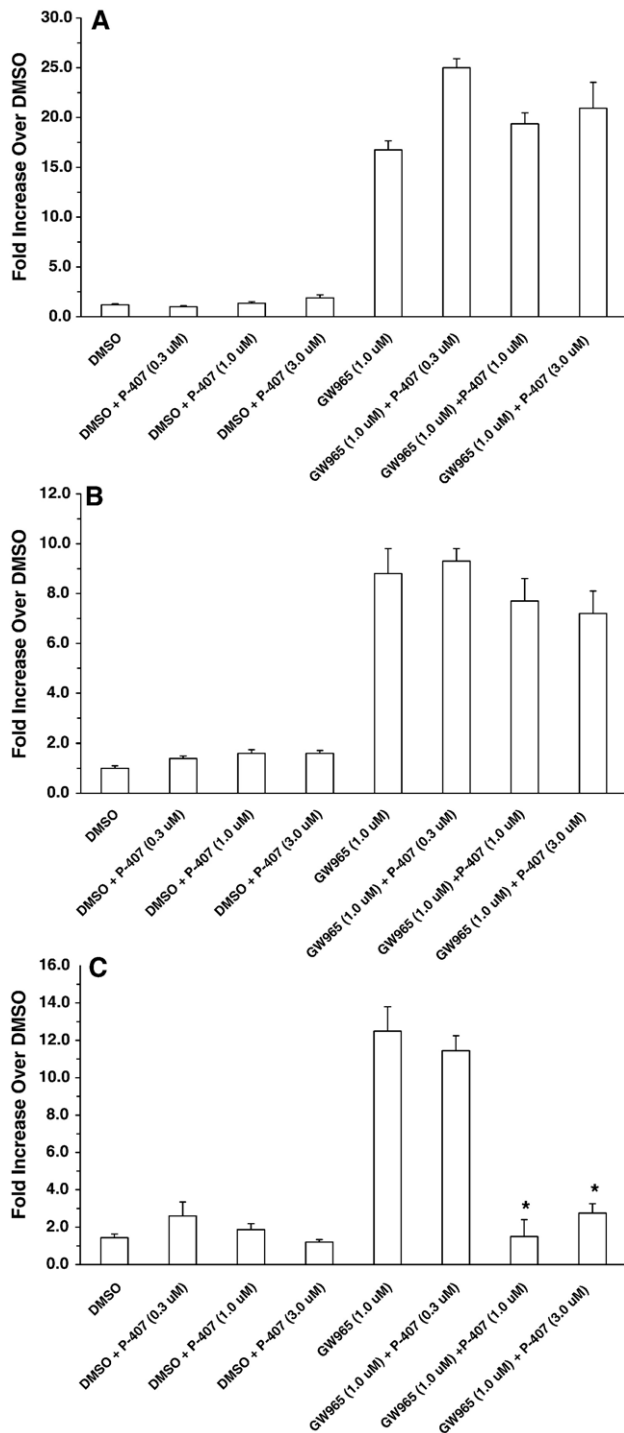 A
Fold Increase Over DMSO
30.0
25.0
20.0
15.0
10.0
5.0
0.0
DMSO
DMSO + P-407 (0.3 uM)
DMSO + P-407 (1.0 uM)
DMSO + P-407 (3.0 uM)
GW965 (1.0 uM)
GW965 (1.0 uM) + P-407 (0.3 uM)
GW965 (1.0 uM) +P-407 (1.0 uM)
GW965 (1.0 uM) + P-407 (3.0 uM)
B
Fold Increase Over DMSO
12.0
10.0
8.0
6.0
4.0
2.0
0.0
DMSO
DMSO + P-407 (0.3 uM)
DMSO + P-407 (1.0 uM)
DMSO + P-407 (3.0 uM)
GW965 (1.0 uM)
GW965 (1.0 uM) + P-407 (0.3 uM)
GW965 (1.0 uM) +P-407 (1.0 uM)
GW965 (1.0 uM) + P-407 (3.0 uM)
C
Fold Increase Over DMSO
16.0
14.0
12.0
10.0
8.0
6.0
4.0
2.0
0.0
*
*
DMSO
DMSO + P-407 (0.3 uM)
DMSO + P-407 (1.0 uM)
DMSO + P-407 (3.0 uM)
GW965 (1.0 uM)
GW965 (1.0 uM) + P-407 (0.3 uM)
GW965 (1.0 uM) +P-407 (1.0 uM)
GW965 (1.0 uM) + P-407 (3.0 uM)